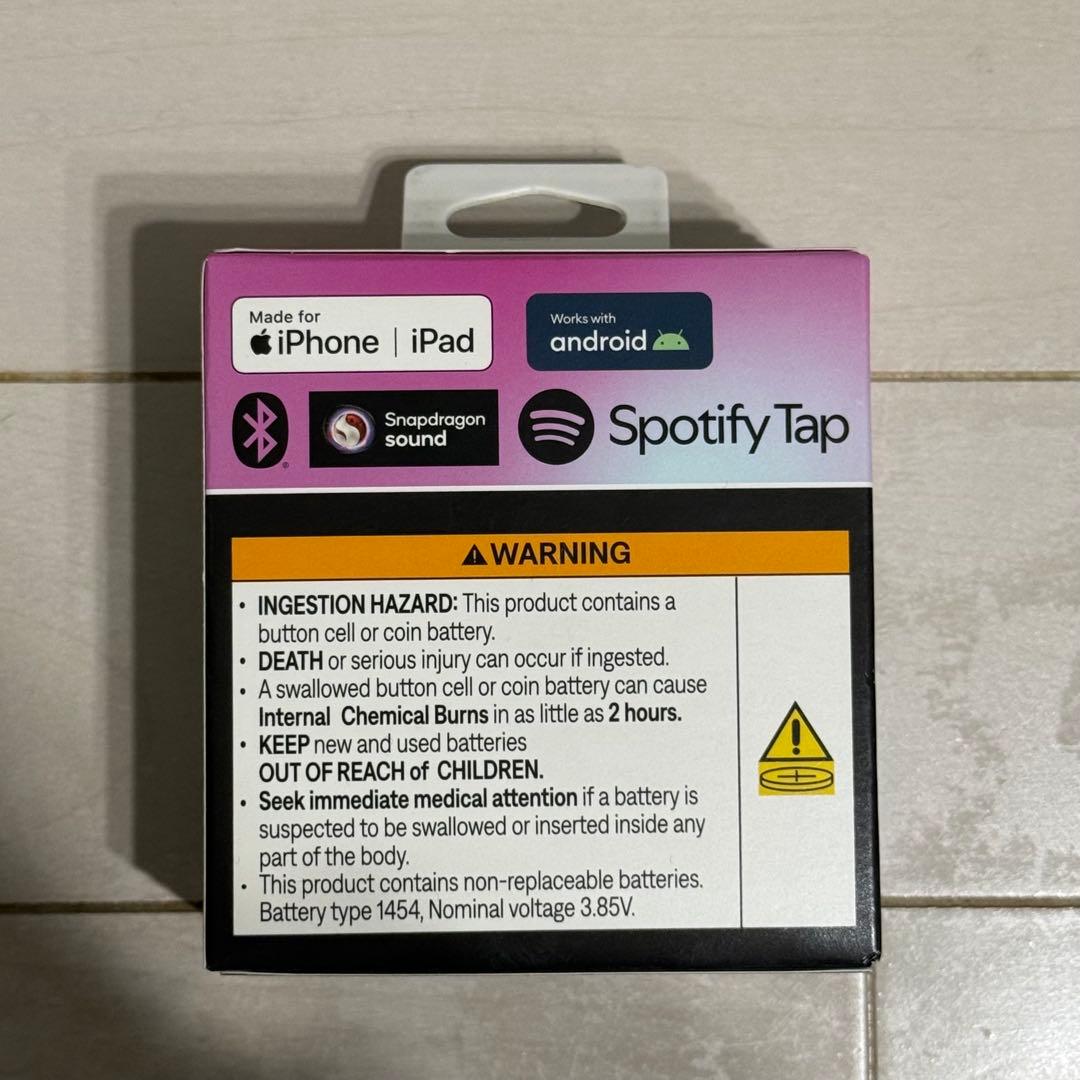 Made for
iPhone | iPad
Works with
android
Snapdragon
sound
Spotify Tap
WARNING
• INGESTION HAZARD: This product contains a
button cell or coin battery.
• DEATH or serious injury can occur if ingested.
• A swallowed button cell or coin battery can cause
Internal Chemical Burns in as little as 2 hours.
• KEEP new and used batteries
OUT OF REACH of CHILDREN.
• Seek immediate medical attention if a battery is
suspected to be swallowed or inserted inside any
part of the body.
• This product contains non-replaceable batteries.
Battery type 1454, Nominal voltage 3.85V.